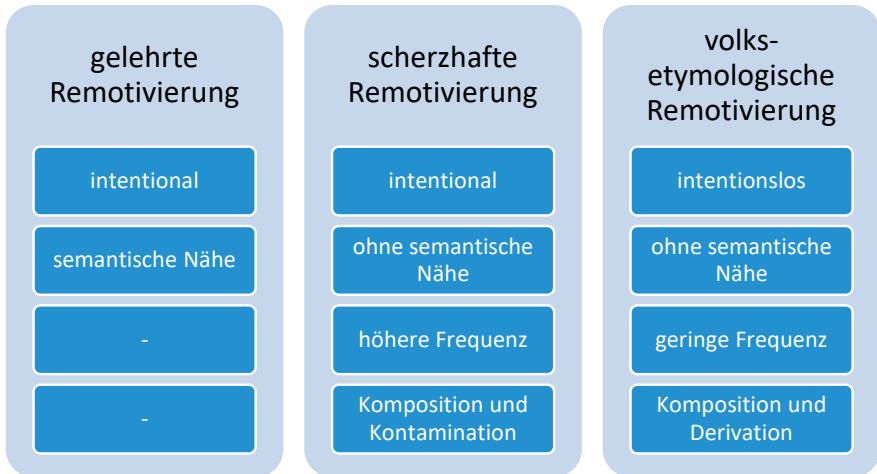 gelehrte
Remotivierung
intentional
semantische Nähe
-
-
scherzhafte
Remotivierung
intentional
ohne semantische
Nähe
höhere Frequenz
Komposition und
Kontamination
volks-
etymologische
Remotivierung
intentionslos
ohne semantische
Nähe
geringe Frequenz
Komposition und
Derivation